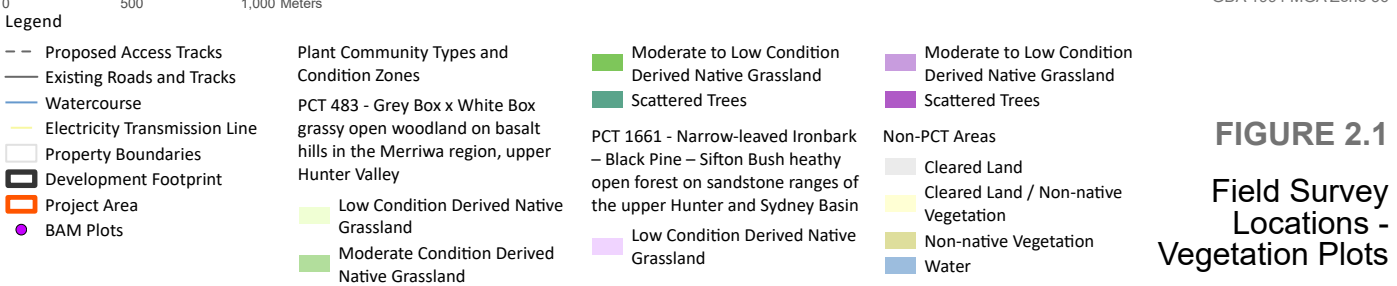 0 500 1,000 Meters
Legend
Proposed Access Tracks
Existing Roads and Tracks
Watercourse
Electricity Transmission Line
Property Boundaries
Development Footprint
Project Area
BAM Plots
Plant Community Types and
Condition Zones
PCT 483 - Grey Box x White Box
grassy open woodland on basalt
hills in the Merriwa region, upper
Hunter Valley
Low Condition Derived Native
Grassland
Moderate Condition Derived
Native Grassland
Moderate to Low Condition
Derived Native Grassland
Scattered Trees
PCT 1661 - Narrow-leaved Ironbark
– Black Pine – Sifton Bush heathy
open forest on sandstone ranges of
the upper Hunter and Sydney Basin
Low Condition Derived Native
Grassland
Moderate to Low Condition
Derived Native Grassland
Scattered Trees
Non-PCT Areas
Cleared Land
Cleared Land / Non-native
Vegetation
Non-native Vegetation
Water
FIGURE 2.1
Field Survey
Locations -
Vegetation Plots